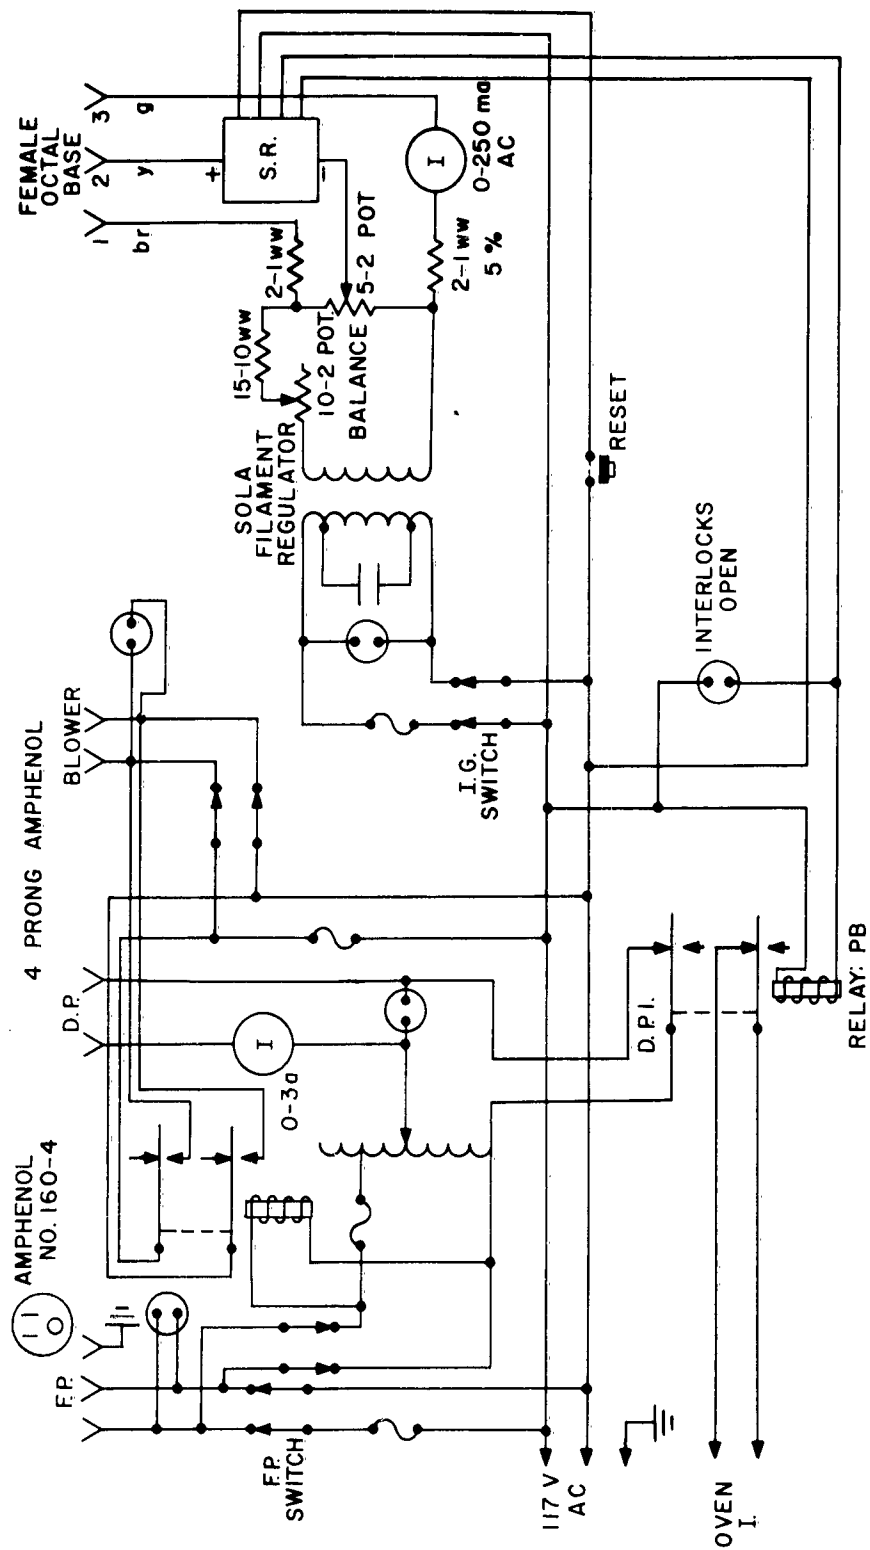 FEMALE
OCTAL
BASE
1
2
3
br
y
g
+
S.R.
−
I
0-250 ma
AC
2-1ww
5-2 POT
2-1ww
5%
15-10ww
10-2 POT
BALANCE
SOLA
FILAMENT
REGULATOR
RESET
INTERLOCKS
OPEN
4 PRONG AMPHENOL
BLOWER
I.G.
SWITCH
D.P.
I
0-3a
D.P.I.
RELAY: PB
AMPHENOL
NO. 160-4
F.P.
F.P.
SWITCH
117 V
AC
OVEN
I.